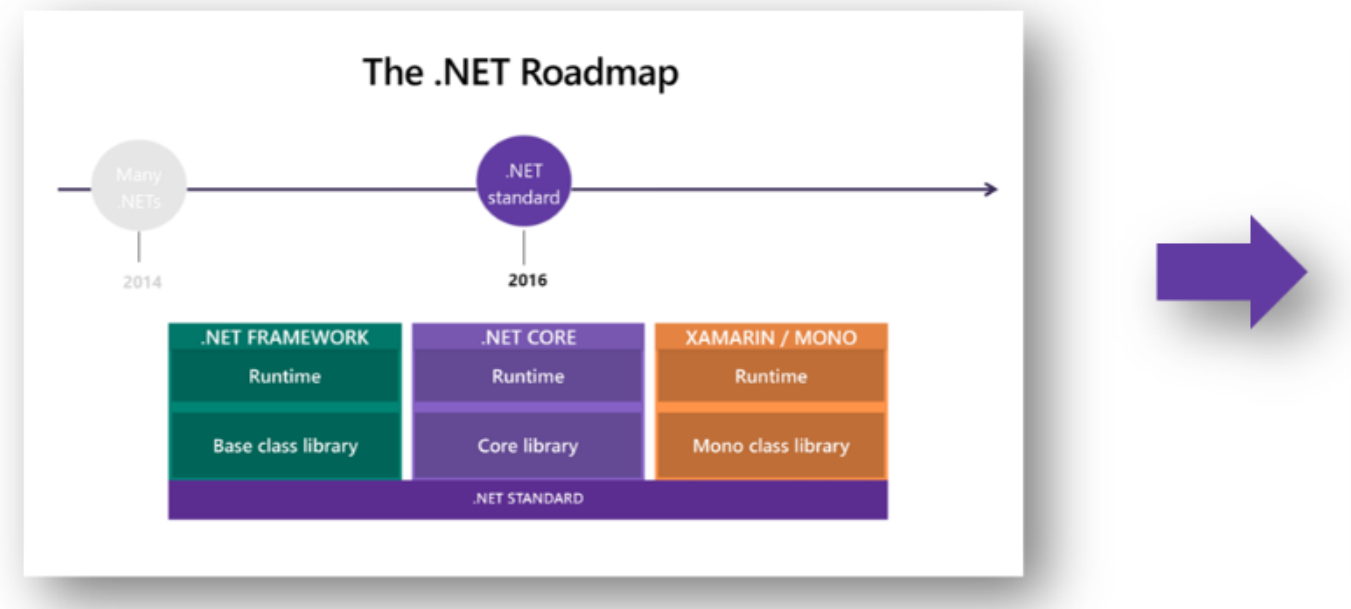 The .NET Roadmap
Many
.NETs
.NET
standard
2014
2016
.NET FRAMEWORK
.NET CORE
XAMARIN / MONO
Runtime
Runtime
Runtime
Base class library
Core library
Mono class library
.NET STANDARD